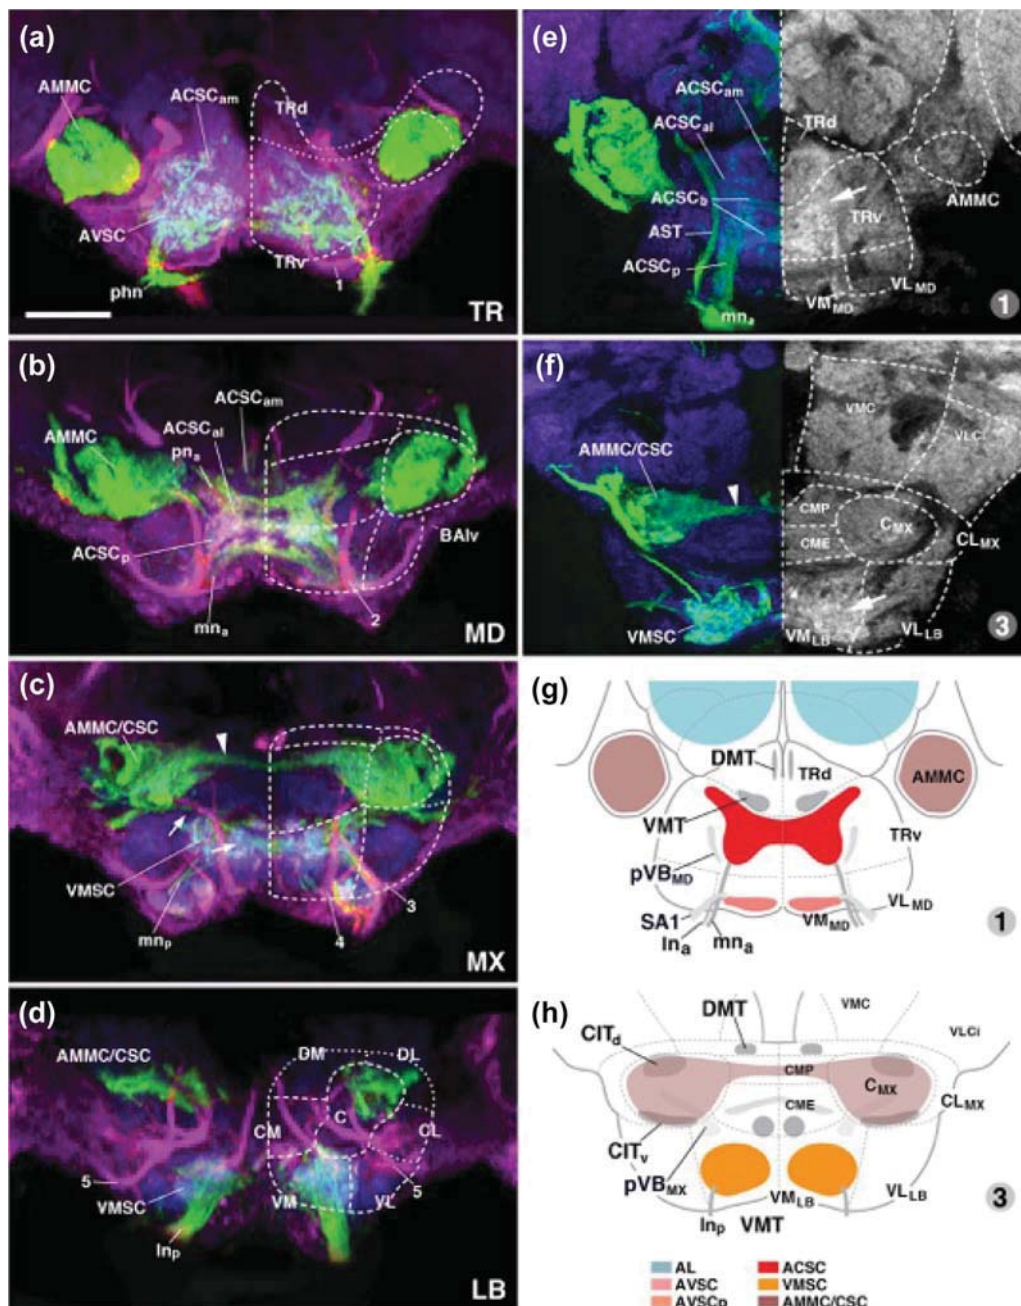 (a)
AMMC
ACSCam
TRd
AVSC
TRv
phn
1
TR
(b)
ACSCam
ACSCal
AMMC
pna
BAlv
ACSCp
mna
2
MD
(c)
AMMC/CSC
VMSC
3
mnp
4
MX
(d)
AMMC/CSC
DM
DL
C
CM
CL
5
5
VMSC
VM
VL
lnp
LB
(e)
ACSCam
TRd
ACSCal
ACSCb
AMMC
TRv
AST
ACSCp
VLMD
VMMD
mna
1
(f)
VMC
VLCi
AMMC/CSC
CMP
CMX
CME
CLMX
VMSC
VMLB
VLLB
3
(g)
DMT
TRd
AMMC
VMT
TRv
pVBMD
VLMD
SA1
VMMD
lna
mna
1
(h)
VMC
DMT
VLCi
CITd
CMP
CMX
CME
CLMX
CITv
pVBMX
VMLB
VLLB
lnp
VMT
3
AL ACSC
AVSC VMSC
AVSCp AMMC/CSC